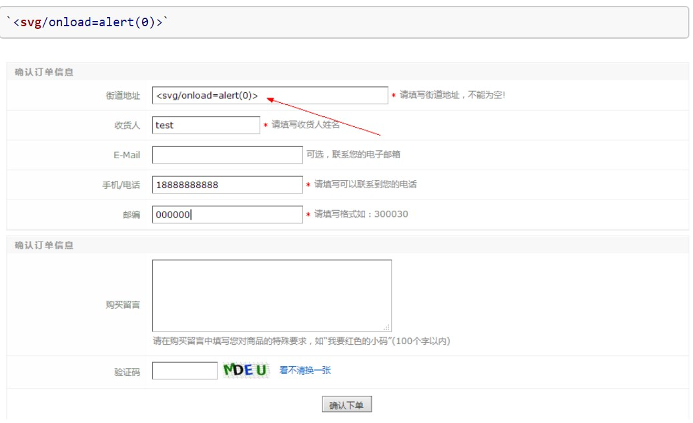 `<svg/onload=alert(0)>`
确认订单信息
街道地址 <svg/onload=alert(0)> * 请填写街道地址，不能为空!
收货人 test * 请填写收货人姓名
E-Mail 可选，联系您的电子邮箱
手机/电话 18888888888 * 请填写可以联系到您的电话
邮编 000000 * 请填写格式如：300030
确认订单信息
购买留言
请在购买留言中填写您对商品的特殊要求，如"我要红色的小码"(100个字以内)
验证码 MDEU 看不清换一张
确认下单